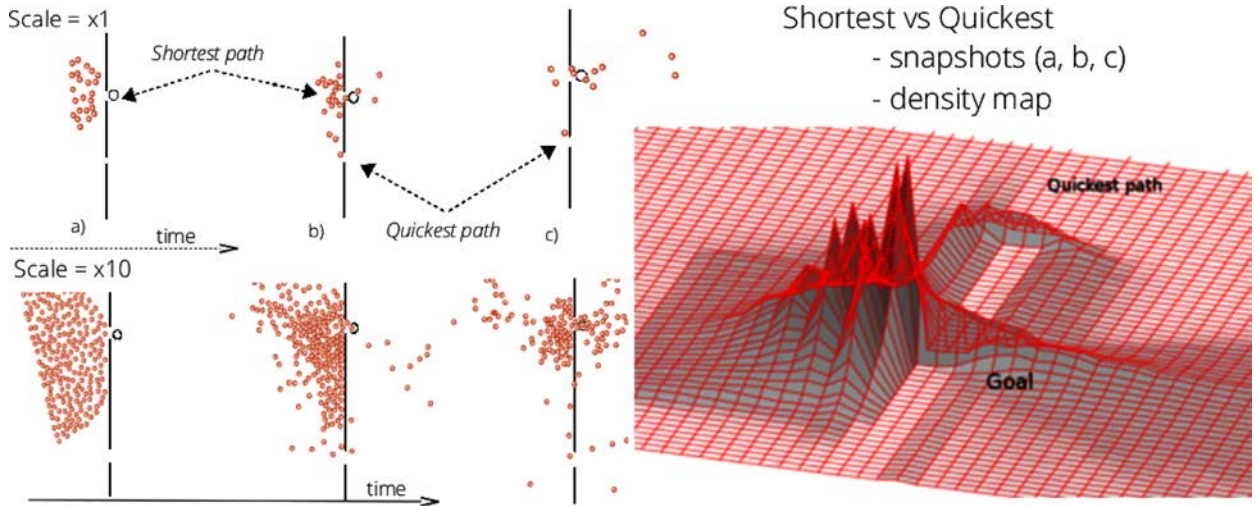 Scale = x1
Shortest path
a)
b)
Quickest path
c)
time
Scale = x10
time
Shortest vs Quickest
- snapshots (a, b, c)
- density map
Quickest path
Goal